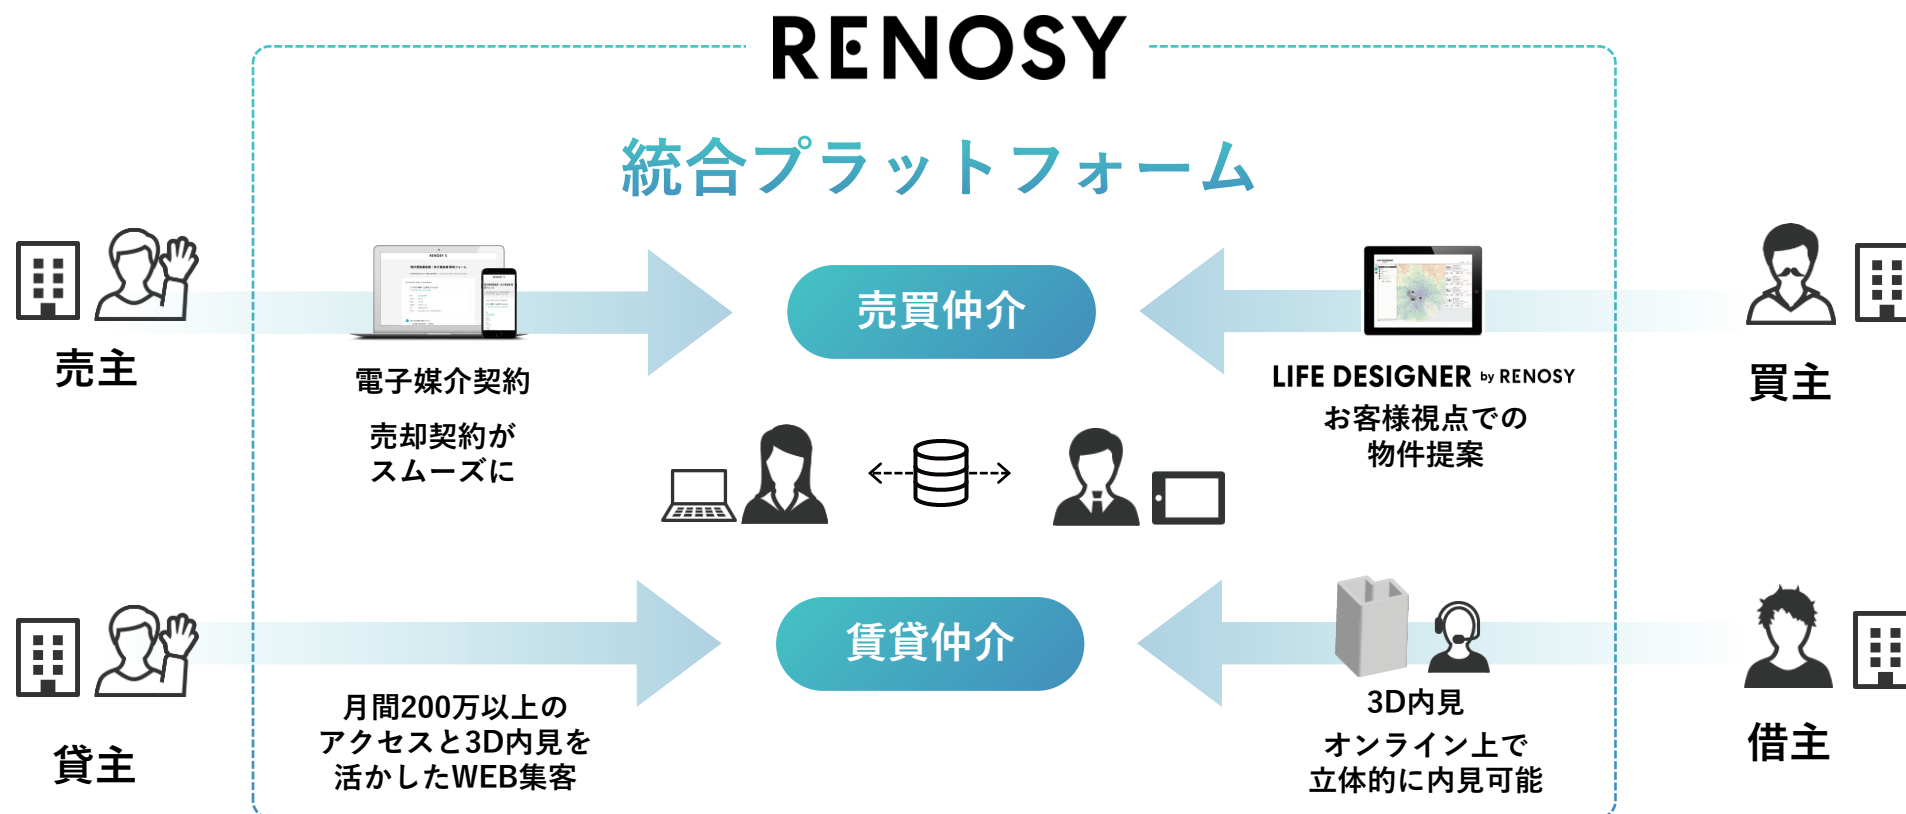 RENOSY
統合プラットフォーム
売主
電子媒介契約
売却契約が
スムーズに
売買仲介
LIFE DESIGNER by RENOSY
お客様視点での
物件提案
買主
貸主
月間200万以上の
アクセスと3D内見を
活かしたWEB集客
賃貸仲介
3D内見
オンライン上で
立体的に内見可能
借主